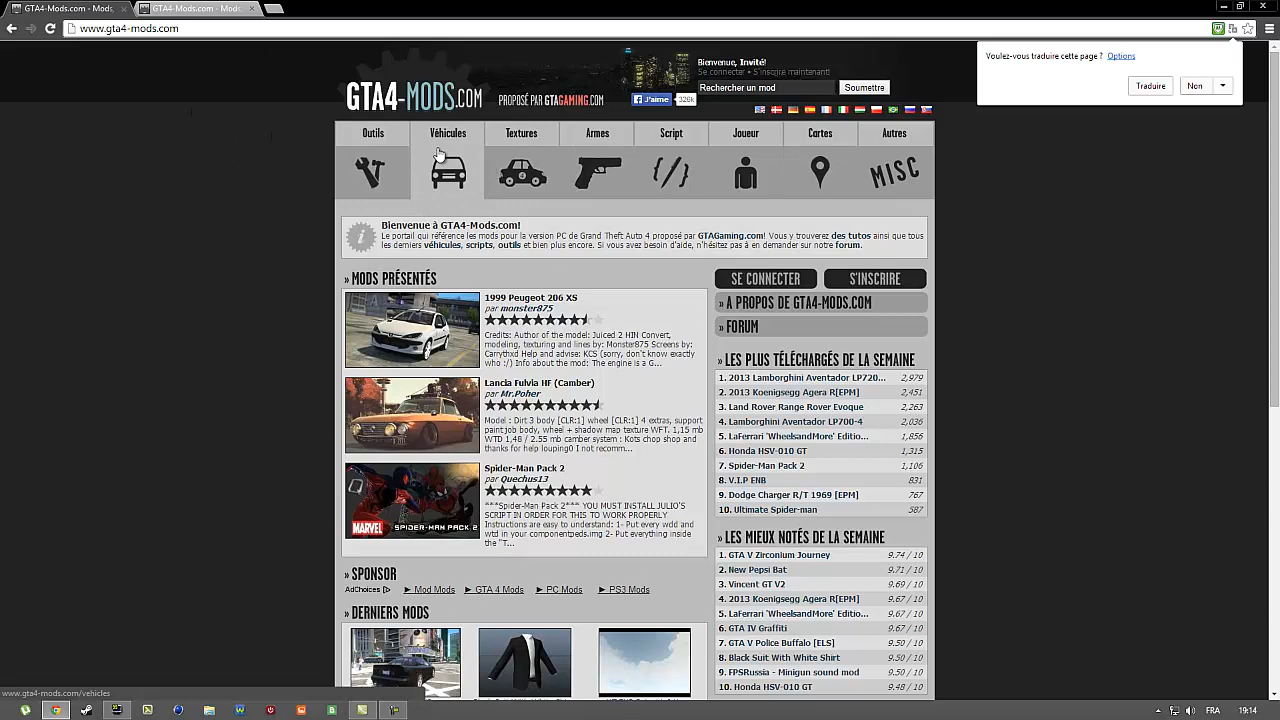 GTA4-Mods.com - Mods,
GTA4-Mods.com - Mods,
www.gta4-mods.com
Voulez-vous traduire cette page ? Options
Traduire Non
GTA4-MODS.COM PROPOSÉ PAR GTAGAMING.COM
Bienvenue, Invité!
Se connecter • S'inscrire maintenant!
Rechercher un mod Soumettre
J'aime 326k
Outils Véhicules Textures Armes Script Joueur Cartes Autres
MISC
Bienvenue à GTA4-Mods.com!
Le portail qui référence les mods pour la version PC de Grand Theft Auto 4 proposé par GTAGaming.com! Vous y trouverez des tutos ainsi que tous
les derniers véhicules, scripts, outils et bien plus encore. Si vous avez besoin d'aide, n'hésitez pas à en demander sur notre forum.
» MODS PRÉSENTÉS
1999 Peugeot 206 XS
par monster875
Credits: Author of the model: Juiced 2 HIN Convert,
modeling, texturing and lines by: Monster875 Screens by:
Carrythxd Help and advise: KCS (sorry, don't know exactly
who :/) Info about the mod: The engine is a G...
Lancia Fulvia HF (Camber)
par Mr.Poher
Model : Dirt 3 body [CLR:1] wheel [CLR:1] 4 extras, support
paint job body, wheel + shadow map texture WFT. 1,15 mb
WTD 1,48 / 2.55 mb camber system : Kots chop shop and
thanks for help louping0 I not recomm...
Spider-Man Pack 2
par Quechus13
***Spider-Man Pack 2*** YOU MUST INSTALL JULIO'S
SCRIPT IN ORDER FOR THIS TO WORK PROPERLY
Instructions are easy to understand: 1- Put every wdd and
wtd in your componentpeds.img 2- Put everything inside
the "T...
MARVEL SPIDER-MAN PACK 2
» SPONSOR
AdChoices ► Mod Mods ► GTA 4 Mods ► PC Mods ► PS3 Mods
» DERNIERS MODS
SE CONNECTER S'INSCRIRE
» A PROPOS DE GTA4-MODS.COM
» FORUM
» LES PLUS TÉLÉCHARGÉS DE LA SEMAINE
1. 2013 Lamborghini Aventador LP720... 2,979
2. 2013 Koenigsegg Agera R[EPM] 2,451
3. Land Rover Range Rover Evoque 2,263
4. Lamborghini Aventador LP700-4 2,036
5. LaFerrari 'WheelsandMore' Editio... 1,856
6. Honda HSV-010 GT 1,315
7. Spider-Man Pack 2 1,106
8. V.I.P ENB 831
9. Dodge Charger R/T 1969 [EPM] 767
10. Ultimate Spider-man 587
» LES MIEUX NOTÉS DE LA SEMAINE
1. GTA V Zirconium Journey 9.74 / 10
2. New Pepsi Bat 9.71 / 10
3. Vincent GT V2 9.69 / 10
4. 2013 Koenigsegg Agera R[EPM] 9.67 / 10
5. LaFerrari 'WheelsandMore' Editio... 9.67 / 10
6. GTA IV Graffiti 9.67 / 10
7. GTA V Police Buffalo [ELS] 9.50 / 10
8. Black Suit With White Shirt 9.50 / 10
9. FPSRussia - Minigun sound mod 9.50 / 10
10. Honda HSV-010 GT 9.48 / 10
www.gta4-mods.com/vehicles
FRA 19:14